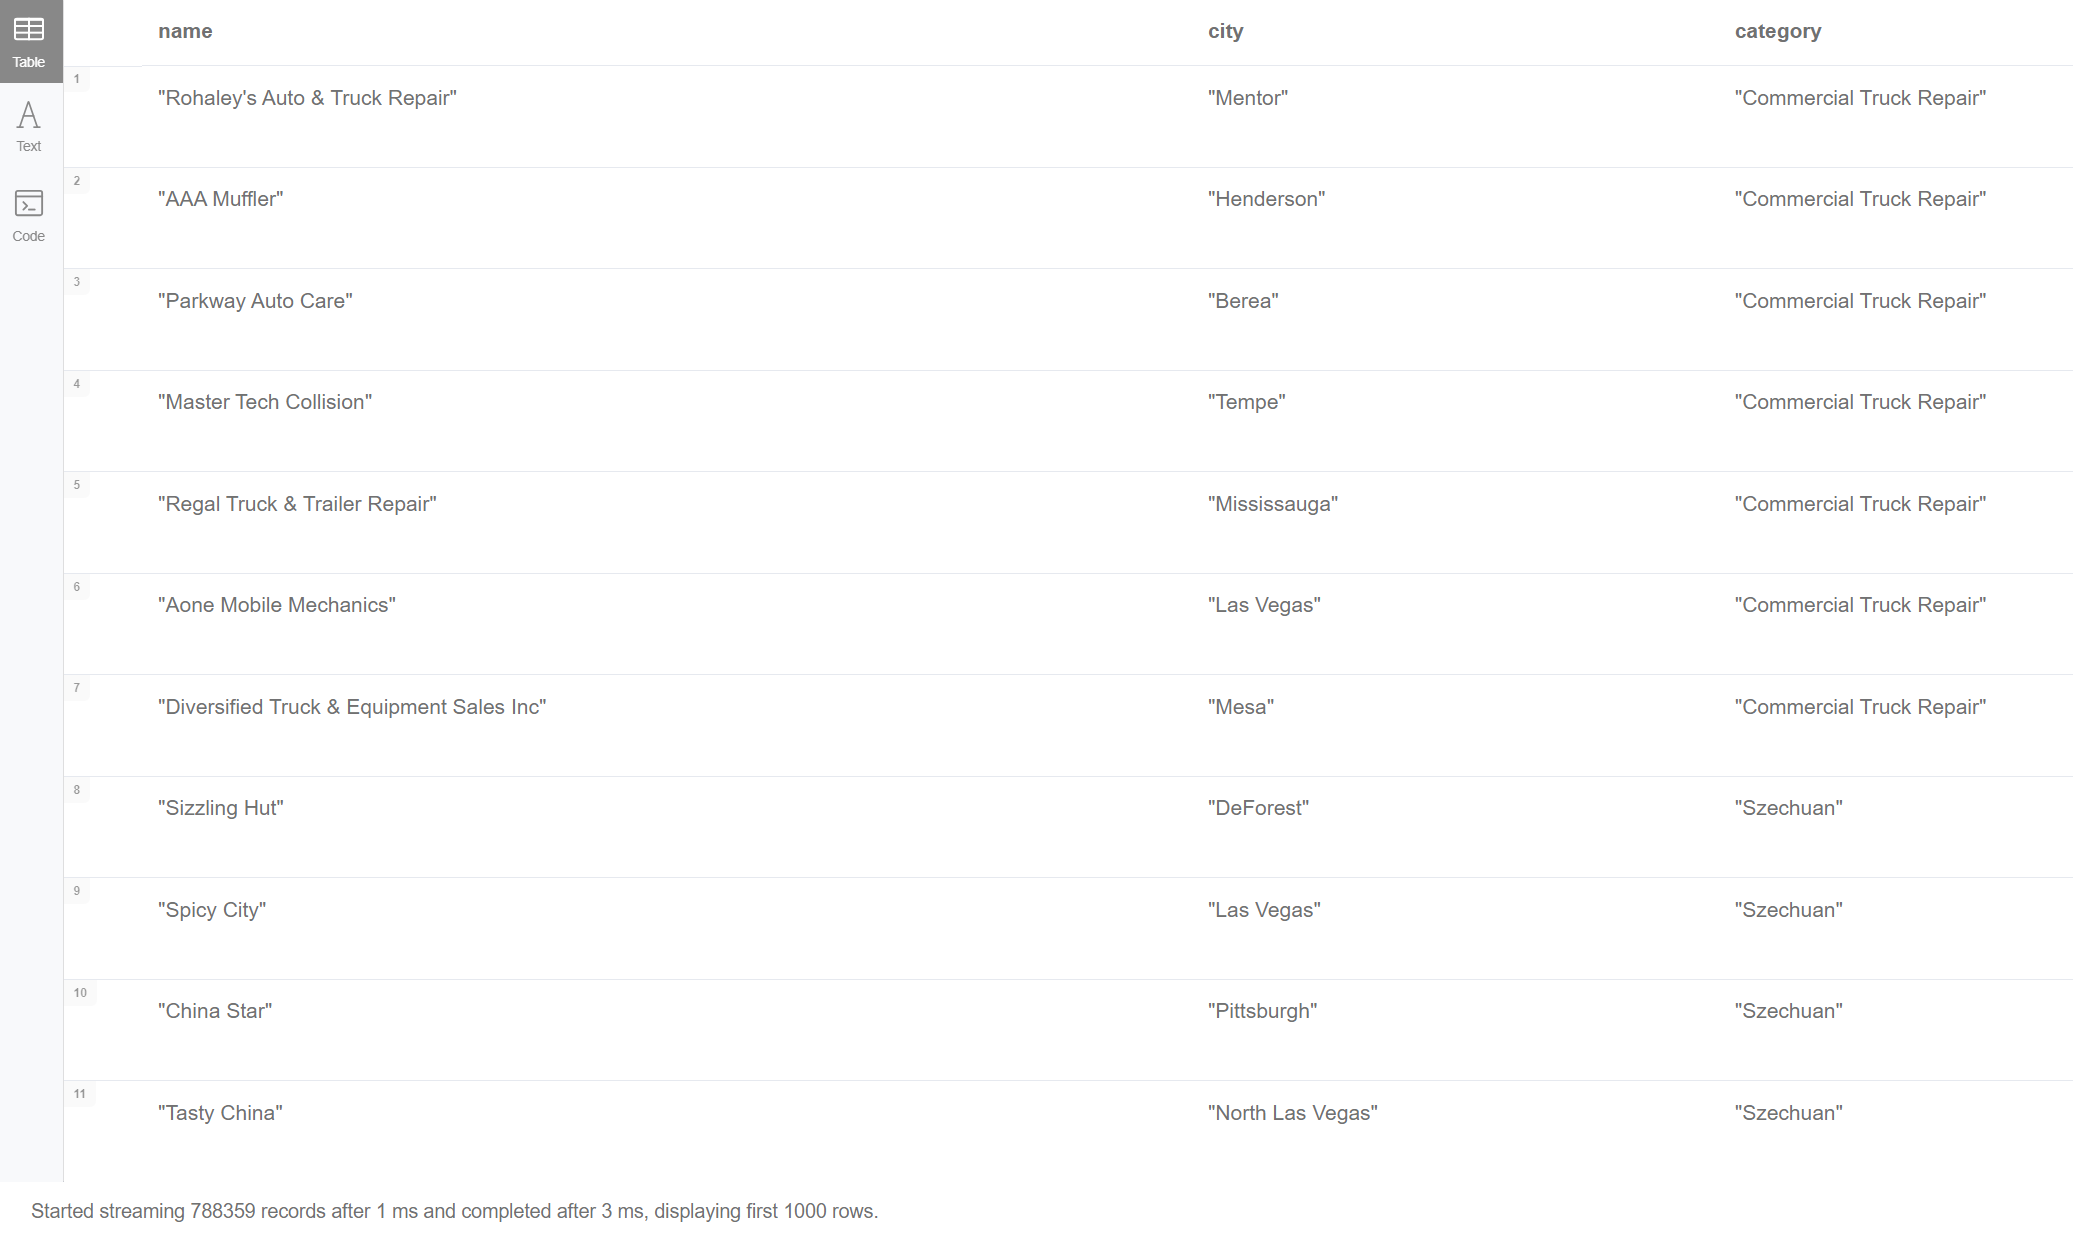 name city category
Table
1
"Rohaley's Auto & Truck Repair" "Mentor" "Commercial Truck Repair"
Text
2
"AAA Muffler" "Henderson" "Commercial Truck Repair"
Code
3
"Parkway Auto Care" "Berea" "Commercial Truck Repair"
4
"Master Tech Collision" "Tempe" "Commercial Truck Repair"
5
"Regal Truck & Trailer Repair" "Mississauga" "Commercial Truck Repair"
6
"Aone Mobile Mechanics" "Las Vegas" "Commercial Truck Repair"
7
"Diversified Truck & Equipment Sales Inc" "Mesa" "Commercial Truck Repair"
8
"Sizzling Hut" "DeForest" "Szechuan"
9
"Spicy City" "Las Vegas" "Szechuan"
10
"China Star" "Pittsburgh" "Szechuan"
11
"Tasty China" "North Las Vegas" "Szechuan"
Started streaming 788359 records after 1 ms and completed after 3 ms, displaying first 1000 rows.